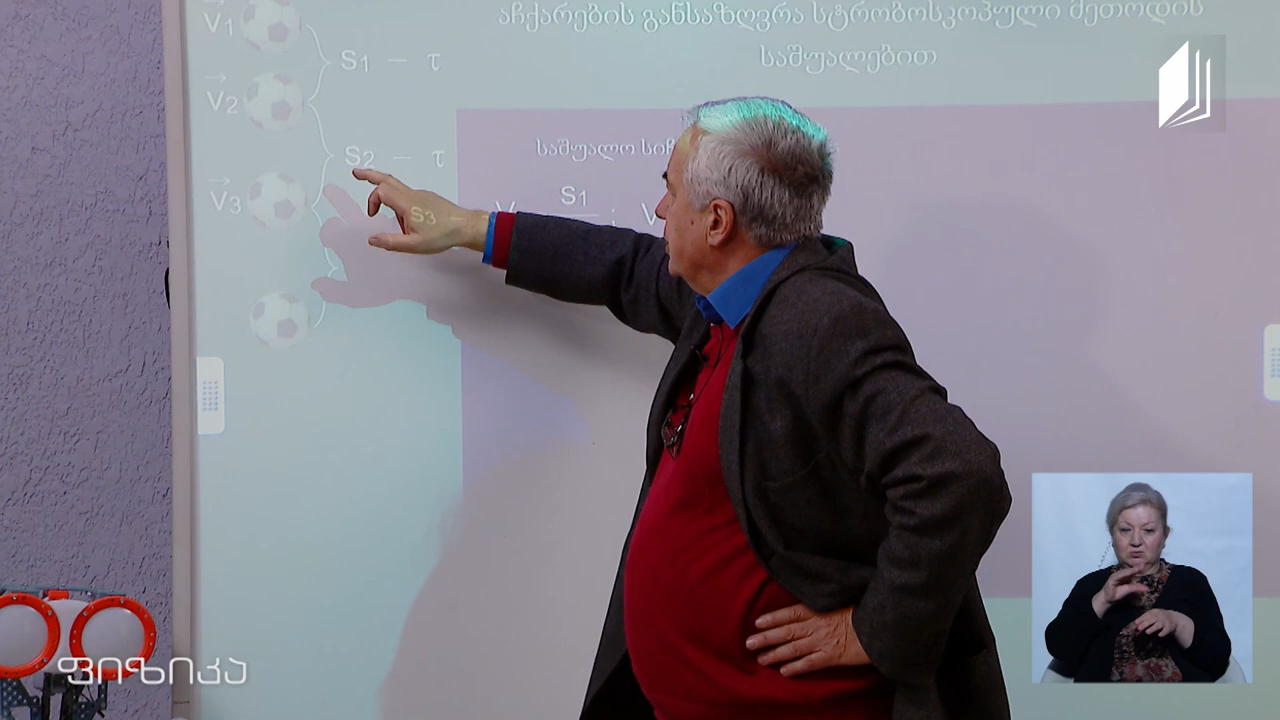 აჩქარების განსაზღვრა სტრობოსკოპული მეთოდის
საშუალებით
V1
S1 – τ
V2
S2 – τ
V3
S3 –
საშუალო სიჩ
S1
V
; V
ფიზიკა